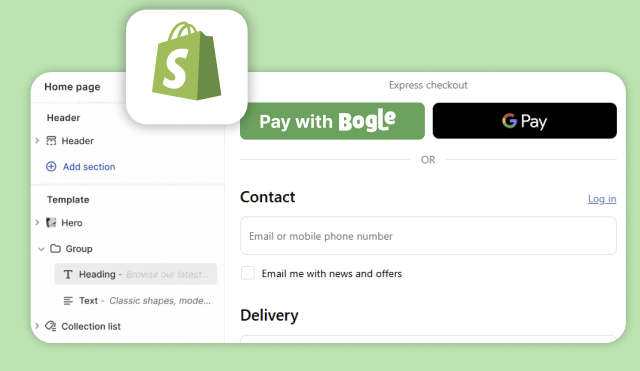 S
Home page
Header
Header
Add section
Template
Hero
Group
Heading - Browse our latest...
Text - Classic shapes, mode...
Collection list
Express checkout
Pay with Bogle
G Pay
OR
Contact
Log in
Email or mobile phone number
Email me with news and offers
Delivery